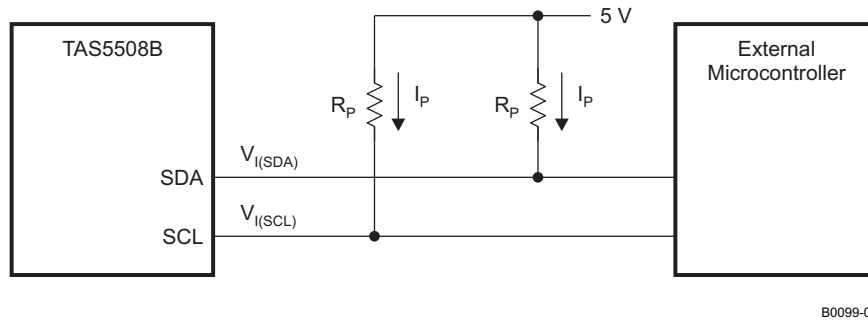 5 V
TAS5508B
External
Microcontroller
R_P
I_P
R_P
I_P
V_I(SDA)
SDA
V_I(SCL)
SCL
B0099-0